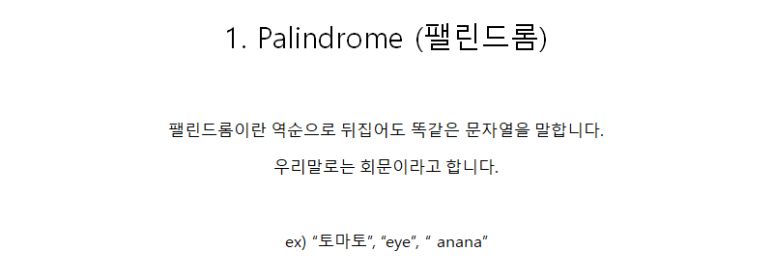 1. Palindrome (팰린드롬)
팰린드롬이란 역순으로 뒤집어도 똑같은 문자열을 말합니다.
우리말로는 회문이라고 합니다.
ex) “토마토”, “eye”, “ anana”